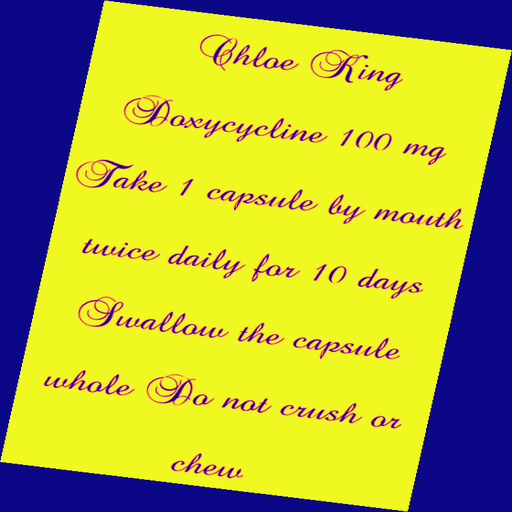 Chloe King
Doxycycline 100 mg
Take 1 capsule by mouth
twice daily for 10 days
Swallow the capsule
whole Do not crush or
chew